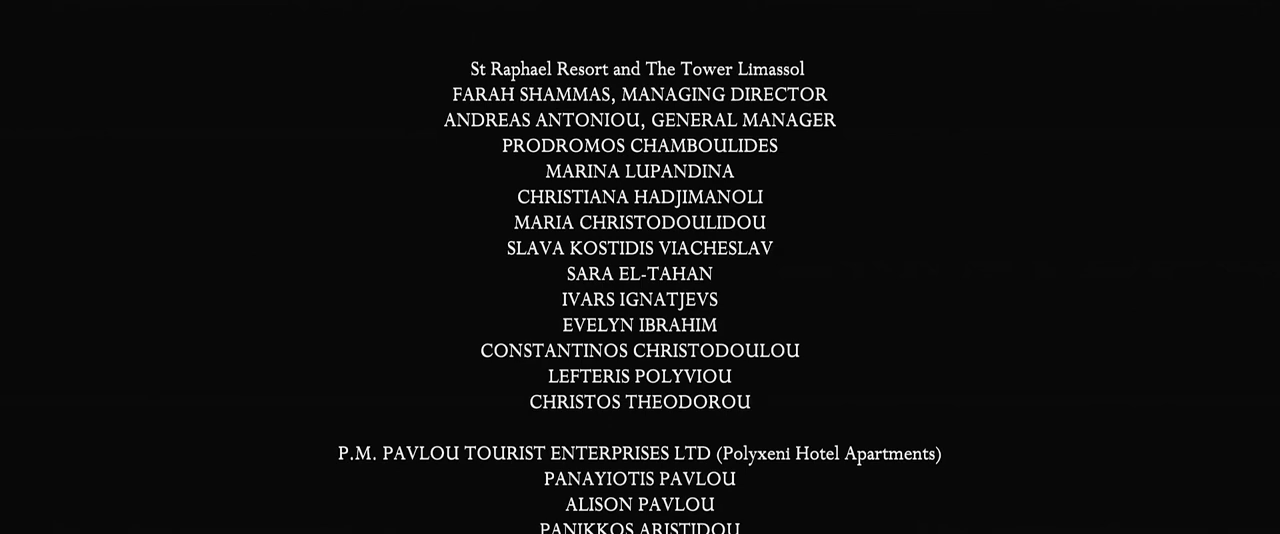 St Raphael Resort and The Tower Limassol
FARAH SHAMMAS, MANAGING DIRECTOR
ANDREAS ANTONIOU, GENERAL MANAGER
PRODROMOS CHAMBOULIDES
MARINA LUPANDINA
CHRISTIANA HADJIMANOLI
MARIA CHRISTODOULIDOU
SLAVA KOSTIDIS VIACHESLAV
SARA EL-TAHAN
IVARS IGNATJEVS
EVELYN IBRAHIM
CONSTANTINOS CHRISTODOULOU
LEFTERIS POLYVIOU
CHRISTOS THEODOROU
P.M. PAVLOU TOURIST ENTERPRISES LTD (Polyxeni Hotel Apartments)
PANAYIOTIS PAVLOU
ALISON PAVLOU
PANIKKOS ARISTIDOU